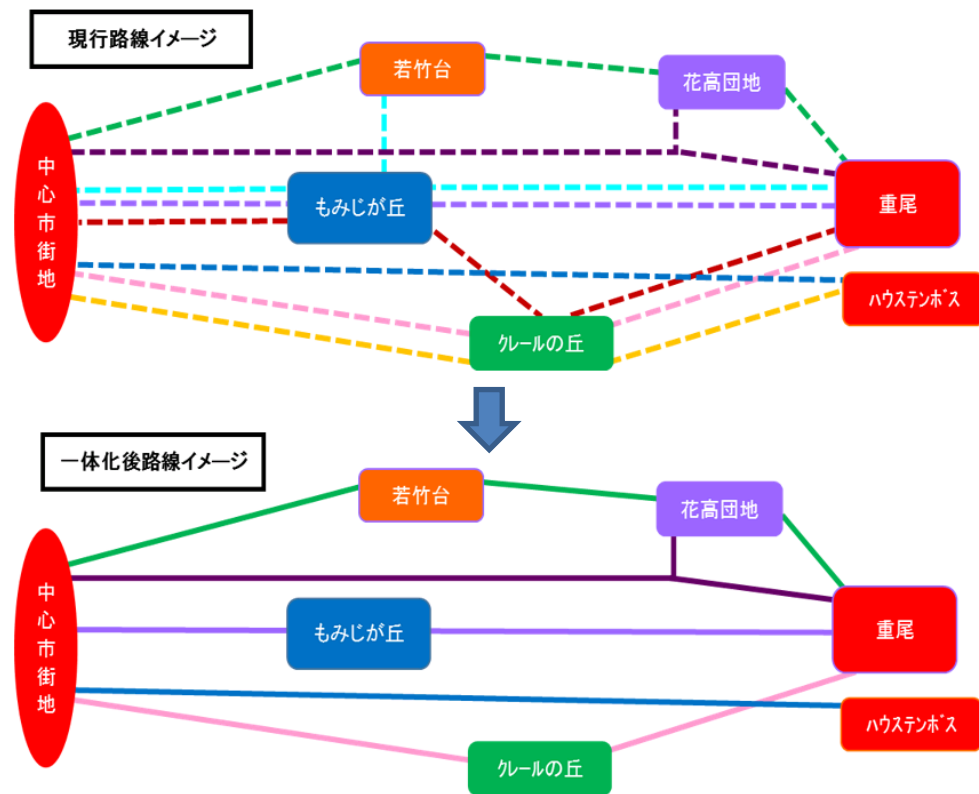 現行路線イメージ
若竹台
花高団地
中心市街地
もみじが丘
重尾
ﾊｳｽﾃﾝﾎﾞｽ
ｸﾚｰﾙの丘
一体化後路線イメージ
若竹台
花高団地
中心市街地
もみじが丘
重尾
ﾊｳｽﾃﾝﾎﾞｽ
ｸﾚｰﾙの丘